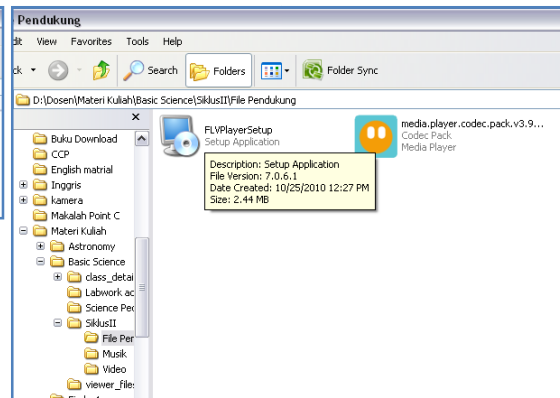 Pendukung
dit View Favorites Tools Help
ck Search Folders Folder Sync
D:\Dosen\Materi Kuliah\Basic Science\SiklusII\File Pendukung
Buku Download
CCP
English matrial
Inggris
kamera
Makalah Point C
Materi Kuliah
Astronomy
Basic Science
class_detai
Labwork ac
Science Ped
SiklusII
File Per
Musik
Video
viewer_files
FLVPlayerSetup
Setup Application
Description: Setup Application
File Version: 7.0.6.1
Date Created: 10/25/2010 12:27 PM
Size: 2.44 MB
media.player.codec.pack.v3.9...
Codec Pack
Media Player